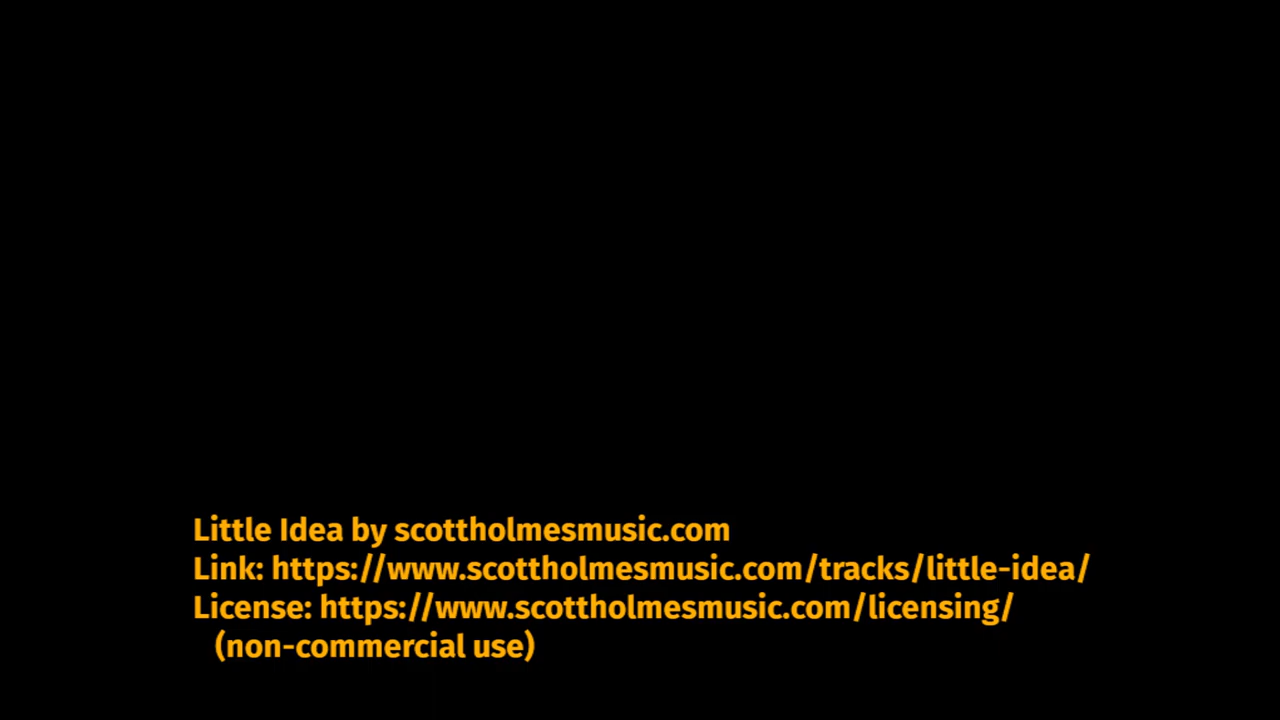 Little Idea by scottholmesmusic.com
Link: https://www.scottholmesmusic.com/tracks/little-idea/
License: https://www.scottholmesmusic.com/licensing/
(non-commercial use)